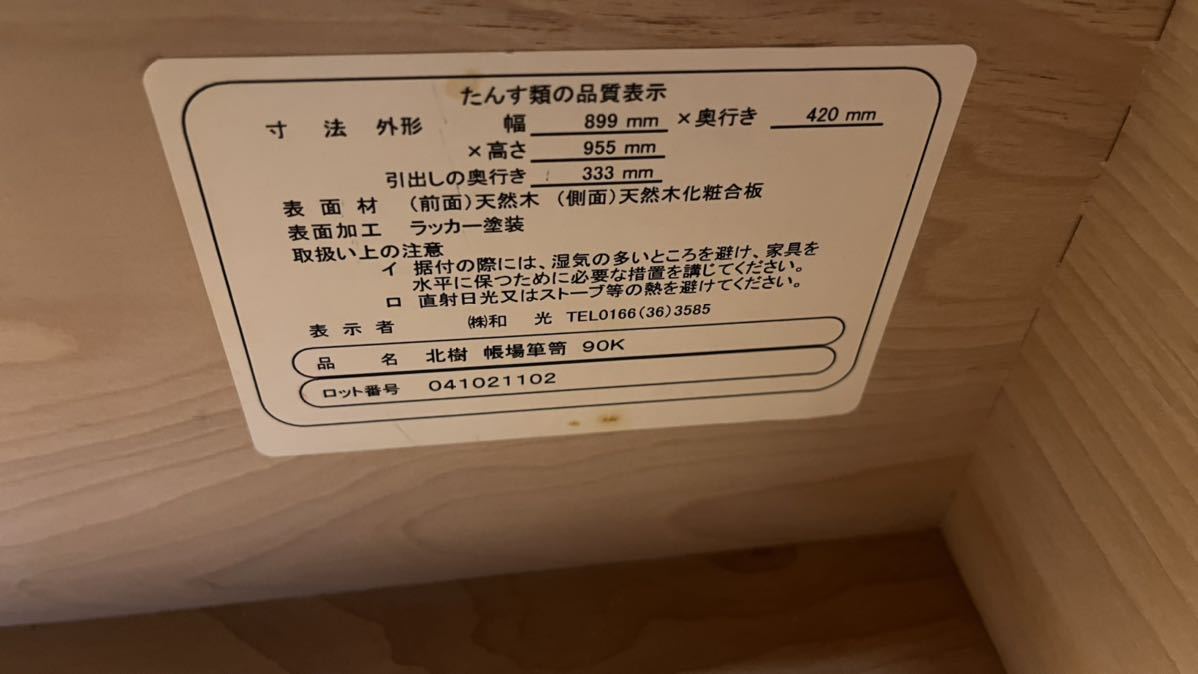 たんす類の品質表示
寸 法 外形 幅 899 mm ×奥行き 420 mm
×高さ 955 mm
引出しの奥行き 333 mm
表 面 材 (前面)天然木 (側面)天然木化粧合板
表面加工 ラッカー塗装
取扱い上の注意
イ 据付の際には、湿気の多いところを避け、家具を
水平に保つために必要な措置を講じてください。
ロ 直射日光又はストーブ等の熱を避けてください。
表 示 者 ㈱和 光 TEL0166(36)3585
品 名 北樹 帳場箪笥 90K
ロット番号 041021102